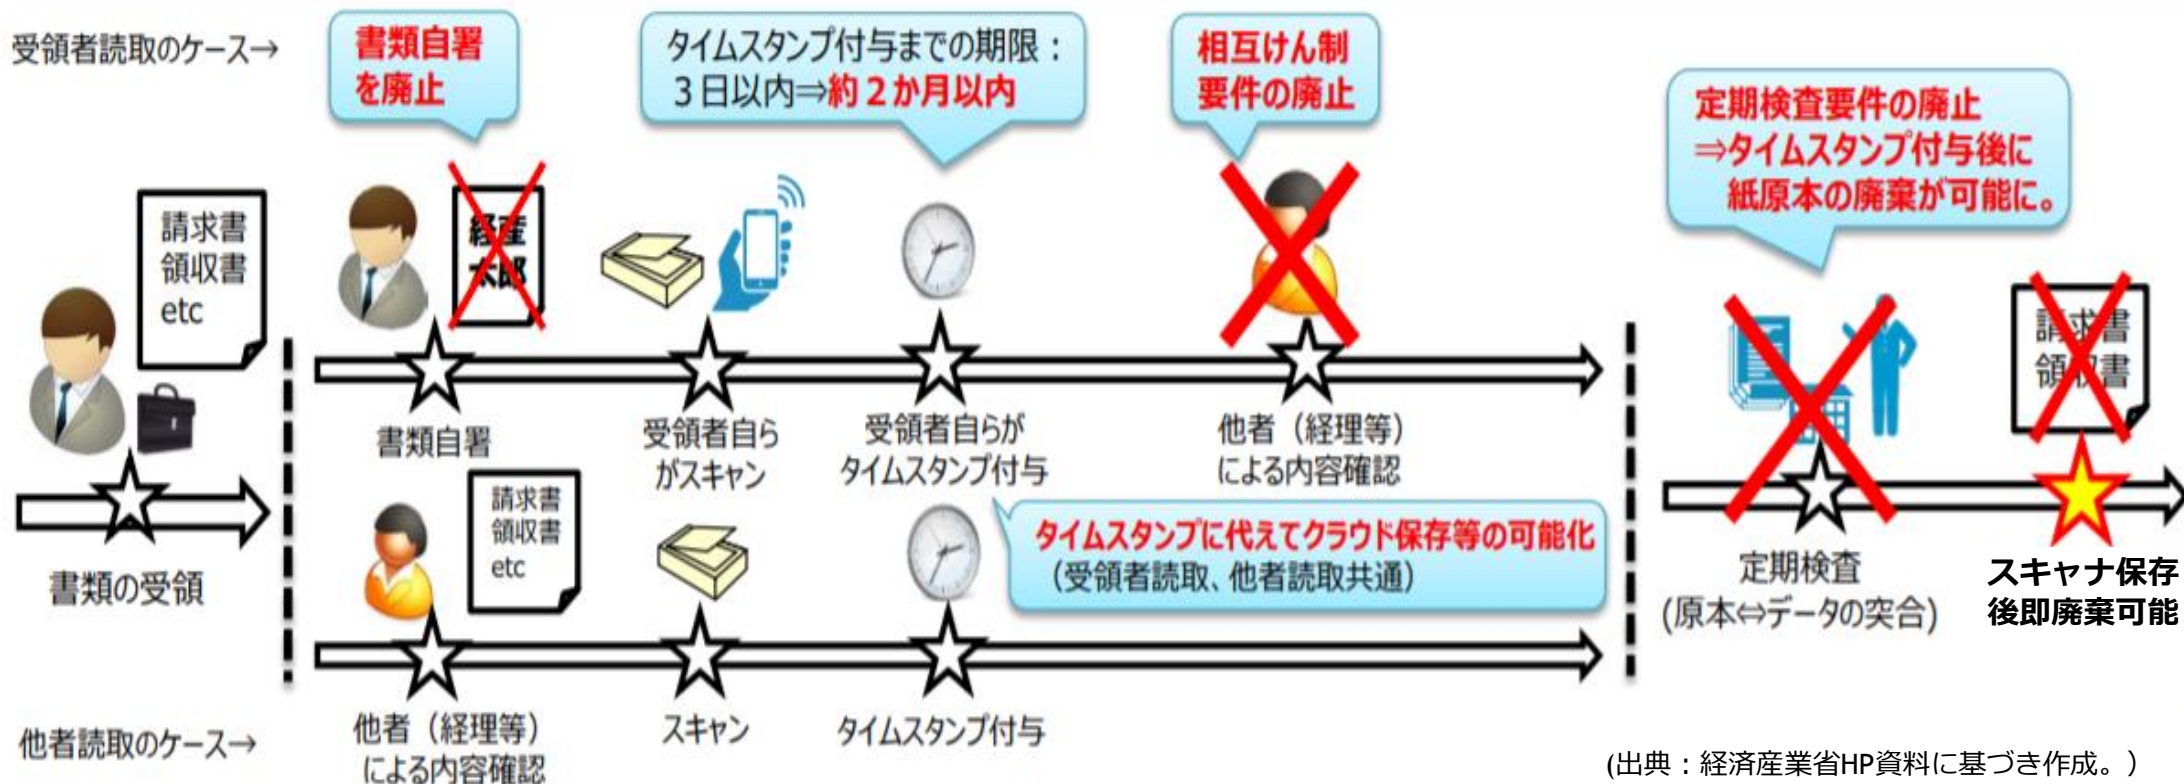 受領者読取のケース→
書類自署
を廃止
タイムスタンプ付与までの期限：
３日以内⇒約２か月以内
相互けん制
要件の廃止
定期検査要件の廃止
⇒タイムスタンプ付与後に
紙原本の廃棄が可能に。
請求書
領収書
etc
経産
太郎
請求書
領収書
書類自署
受領者自ら
がスキャン
受領者自らが
タイムスタンプ付与
他者（経理等）
による内容確認
書類の受領
請求書
領収書
etc
タイムスタンプに代えてクラウド保存等の可能化
（受領者読取、他者読取共通）
定期検査
(原本⇔データの突合)
スキャナ保存
後即廃棄可能
他者読取のケース→
他者（経理等）
による内容確認
スキャン
タイムスタンプ付与
(出典：経済産業省HP資料に基づき作成。）